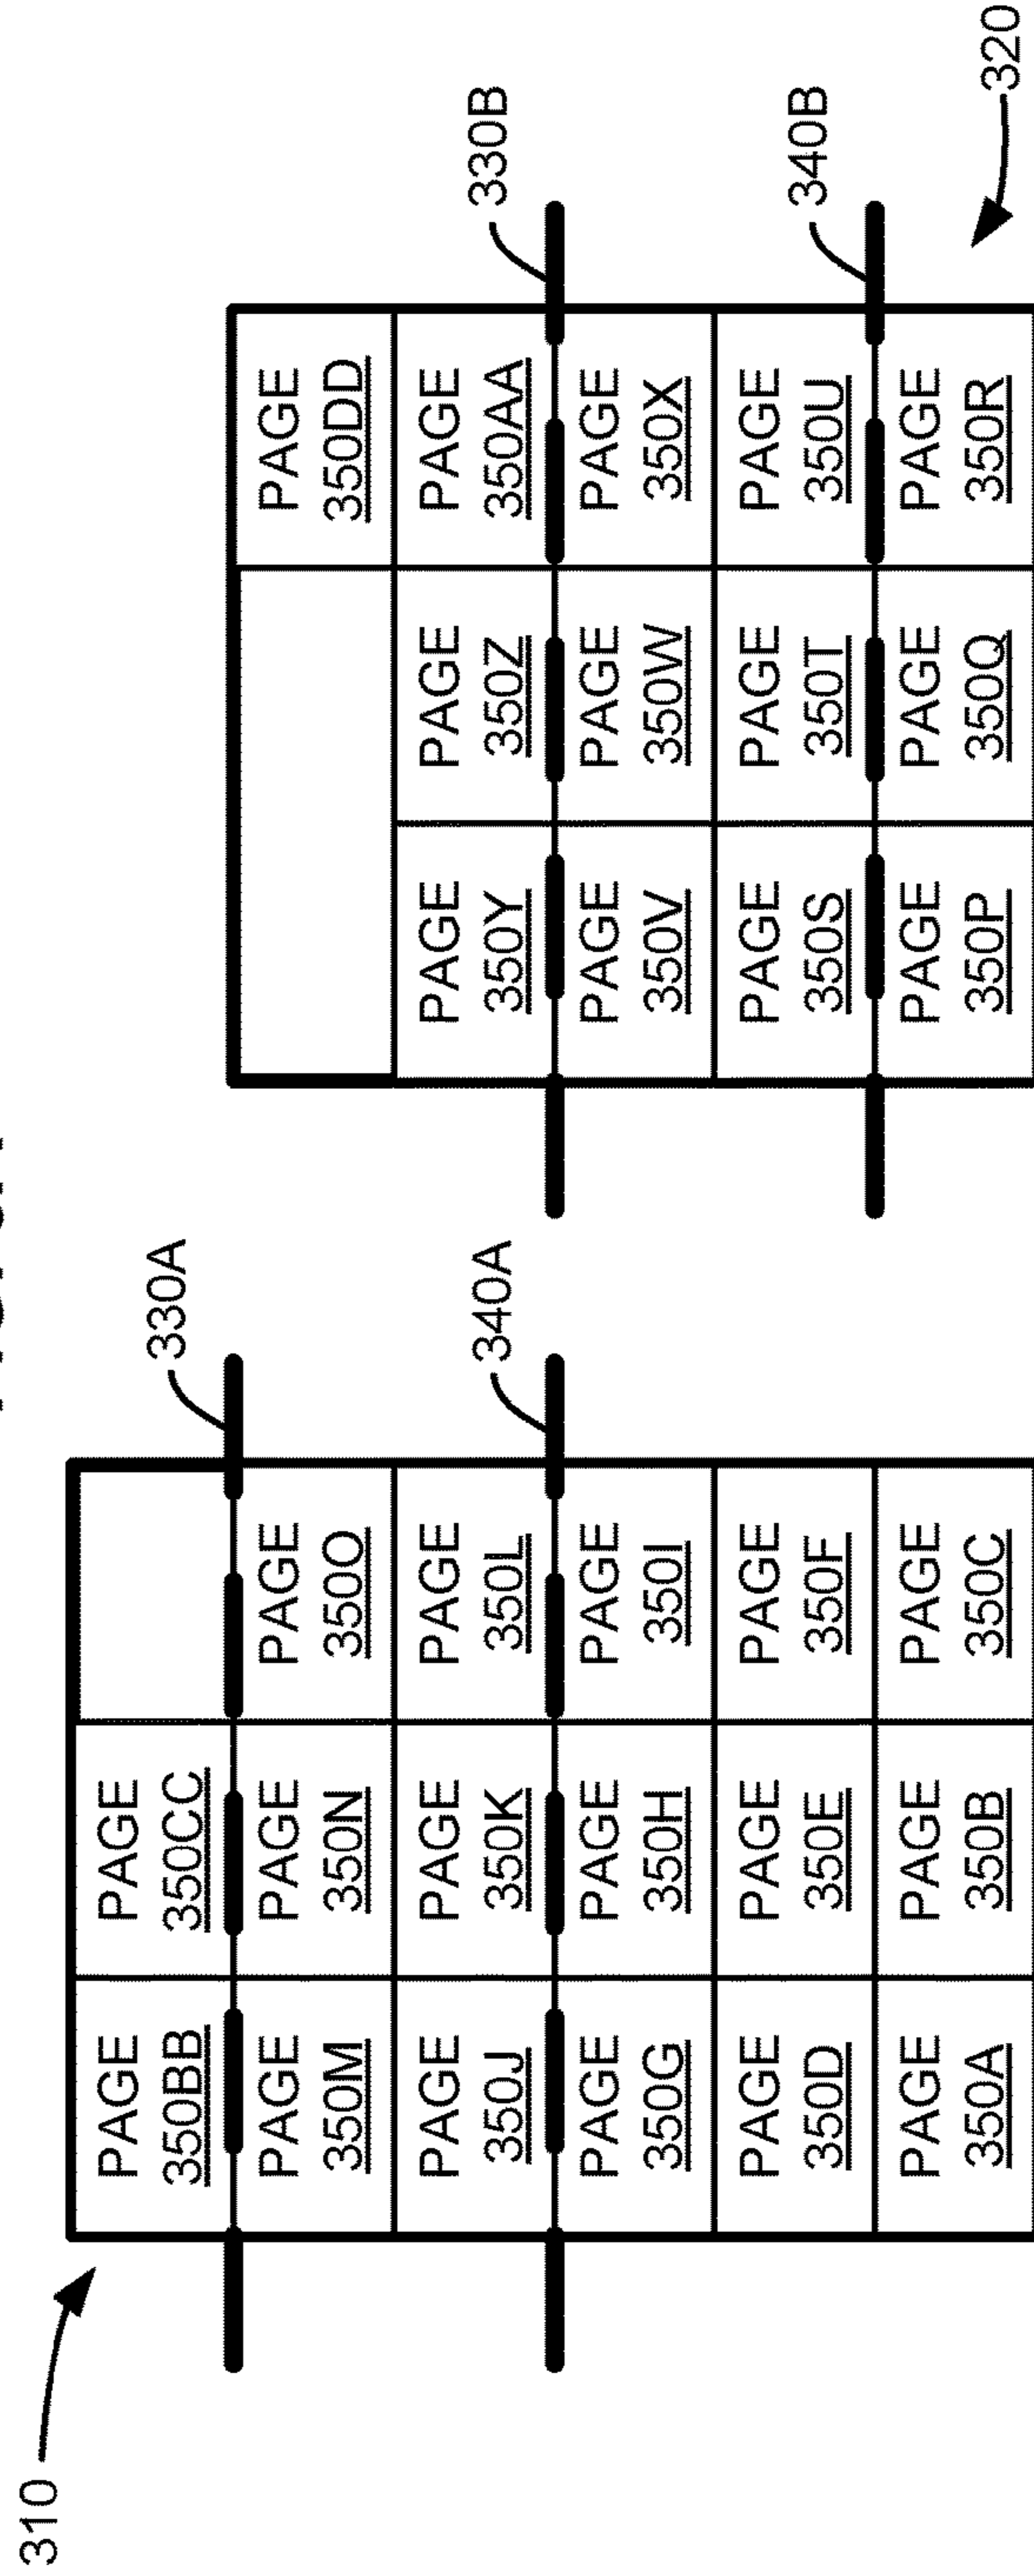 310
PAGE
350BB
PAGE
350CC
330A
PAGE
350M
PAGE
350N
PAGE
350O
PAGE
350J
PAGE
350K
PAGE
350L
340A
PAGE
350G
PAGE
350H
PAGE
350I
PAGE
350D
PAGE
350E
PAGE
350F
PAGE
350A
PAGE
350B
PAGE
350C
PAGE
350DD
PAGE
350Y
PAGE
350Z
PAGE
350AA
330B
PAGE
350V
PAGE
350W
PAGE
350X
PAGE
350S
PAGE
350T
PAGE
350U
340B
PAGE
350P
PAGE
350Q
PAGE
350R
320